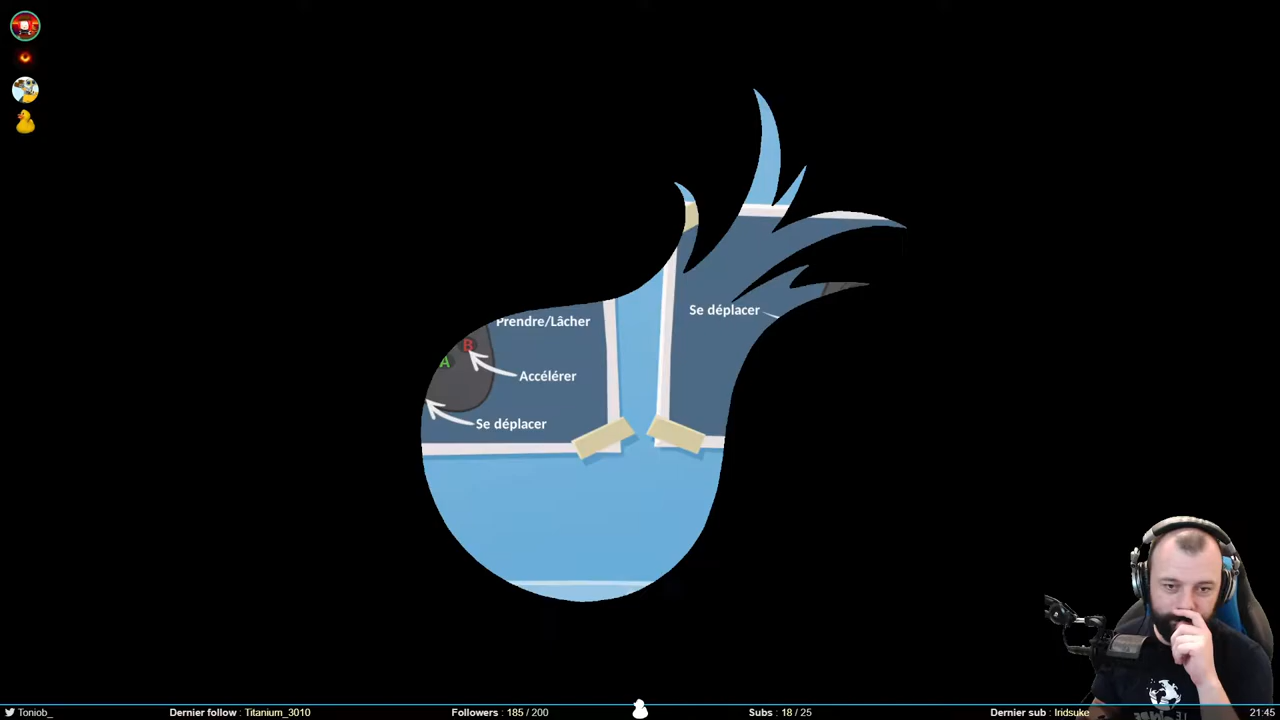 Se déplacer
Prendre/Lâcher
B
A
Accélérer
Se déplacer
Toniob_
Dernier follow : Titanium_3010
Followers : 185 / 200
Subs : 18 / 25
Dernier sub : Iridsuke
21:45